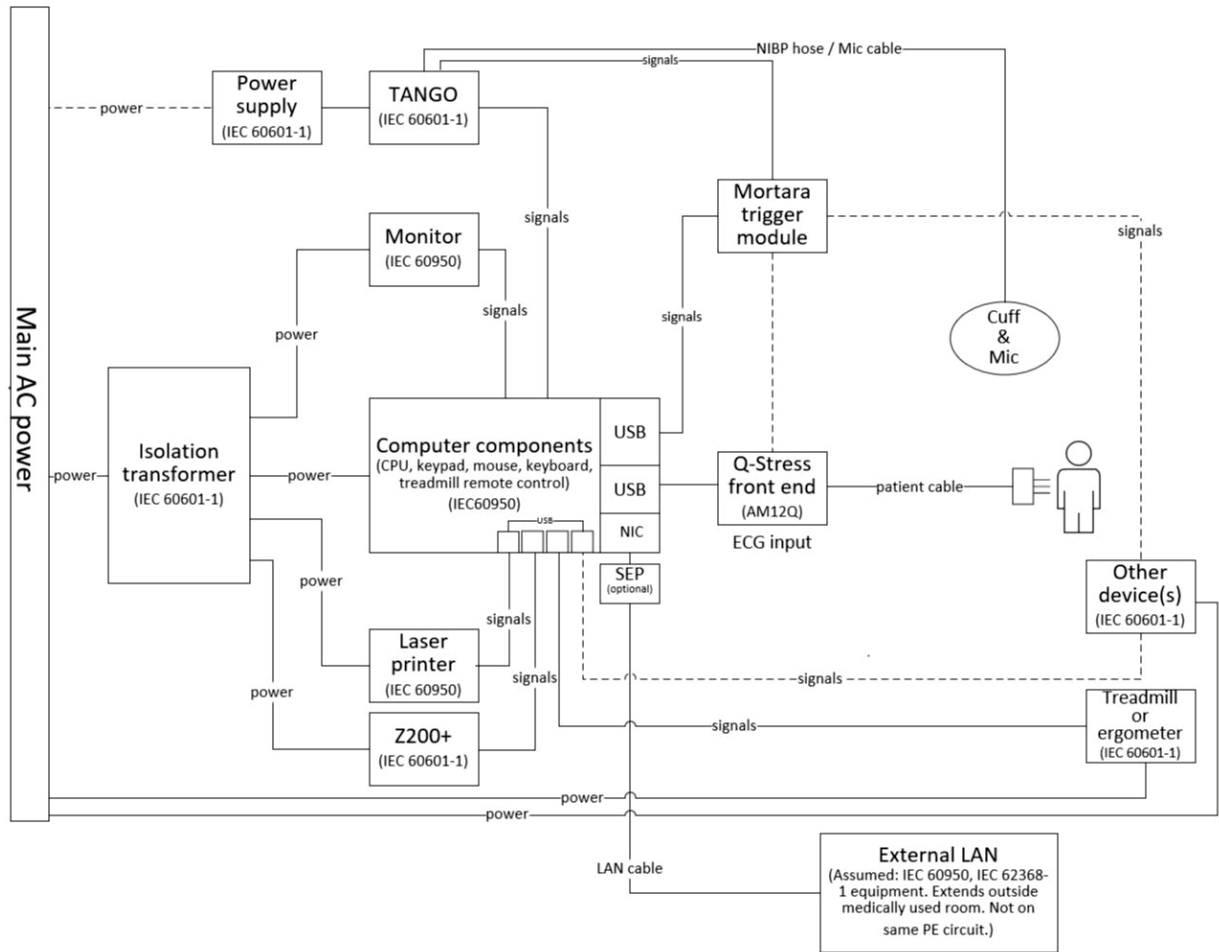 NIBP hose / Mic cable
signals
Power
supply
(IEC 60601-1)
TANGO
(IEC 60601-1)
power
Mortara
trigger
module
signals
signals
Monitor
(IEC 60950)
signals
signals
power
Cuff
&
Mic
Main AC power
Isolation
transformer
(IEC 60601-1)
power
power
Computer components
(CPU, keypad, mouse, keyboard,
treadmill remote control)
(IEC60950)
USB
USB
NIC
USB
Q-Stress
front end
(AM12Q)
ECG input
patient cable
SEP
(optional)
Other
device(s)
(IEC 60601-1)
power
signals
Laser
printer
(IEC 60950)
signals
signals
power
Z200+
(IEC 60601-1)
signals
Treadmill
or
ergometer
(IEC 60601-1)
power
power
LAN cable
External LAN
(Assumed: IEC 60950, IEC 62368-
1 equipment. Extends outside
medically used room. Not on
same PE circuit.)